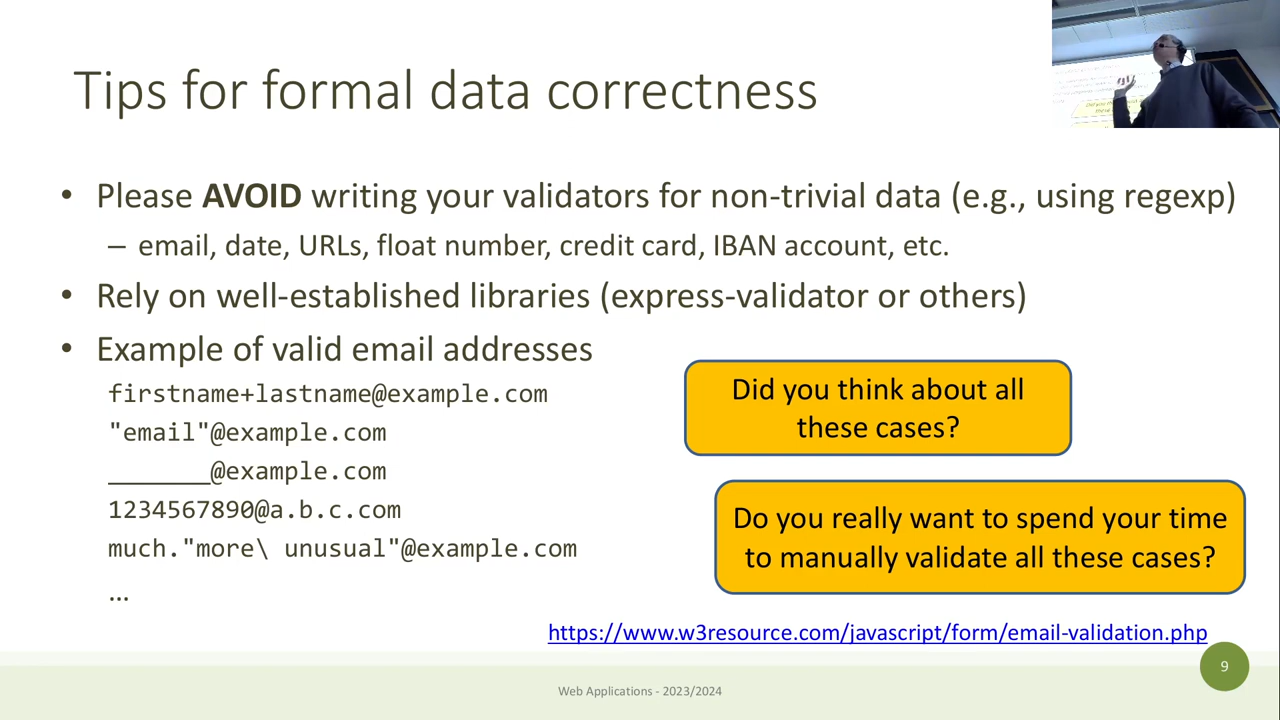 Tips for formal data correctness
• Please AVOID writing your validators for non-trivial data (e.g., using regexp)
– email, date, URLs, float number, credit card, IBAN account, etc.
• Rely on well-established libraries (express-validator or others)
• Example of valid email addresses
firstname+lastname@example.com
"email"@example.com
_______@example.com
1234567890@a.b.c.com
much."more\ unusual"@example.com
…
Did you think about all
these cases?
Do you really want to spend your time
to manually validate all these cases?
https://www.w3resource.com/javascript/form/email-validation.php
9
Web Applications - 2023/2024